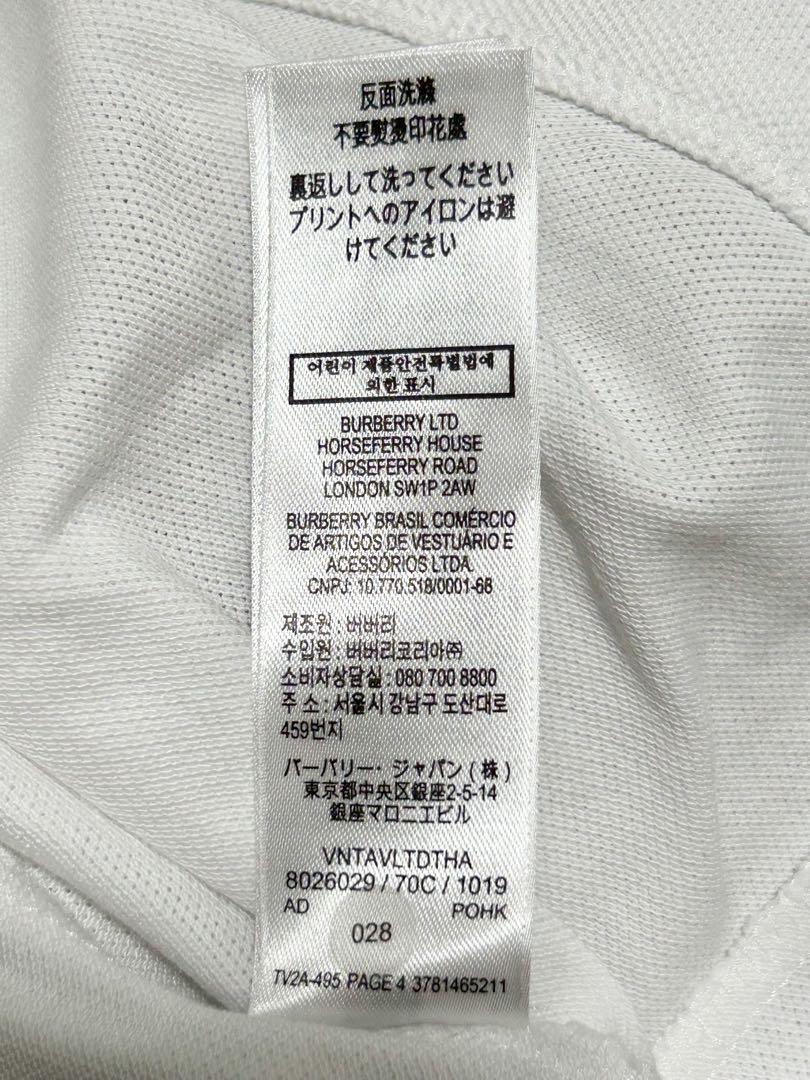 反面洗滌
不要熨燙印花處
裏返しして洗ってください
プリントへのアイロンは避
けてください
어린이 제품안전특별법에
의한 표시
BURBERRY LTD
HORSEFERRY HOUSE
HORSEFERRY ROAD
LONDON SW1P 2AW
BURBERRY BRASIL COMÉRCIO
DE ARTIGOS DE VESTUÁRIO E
ACESSÓRIOS LTDA.
CNPJ: 10.770.518/0001-68
제조원 : 버버리
수입원 : 버버리코리아㈜
소비자상담실 : 080 700 8800
주 소 : 서울시 강남구 도산대로
459번지
バーバリー・ジャパン ( 株 )
東京都中央区銀座2-5-14
銀座マロニエビル
VNTAVLTDTHA
8026029 / 70C / 1019
AD POHK
028
TV2A-495 PAGE 4 3781465211